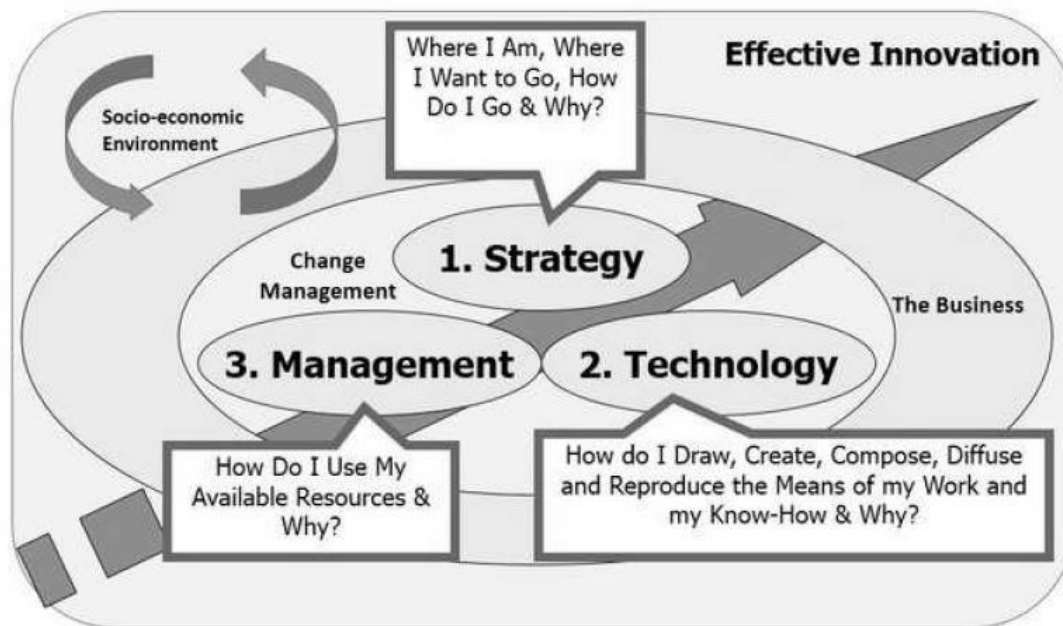 Where I Am, Where
I Want to Go, How
Do I Go & Why?
Effective Innovation
Socio-economic
Environment
1. Strategy
Change
Management
The Business
3. Management
2. Technology
How Do I Use My
Available Resources &
Why?
How do I Draw, Create, Compose, Diffuse
and Reproduce the Means of my Work and
my Know-How & Why?